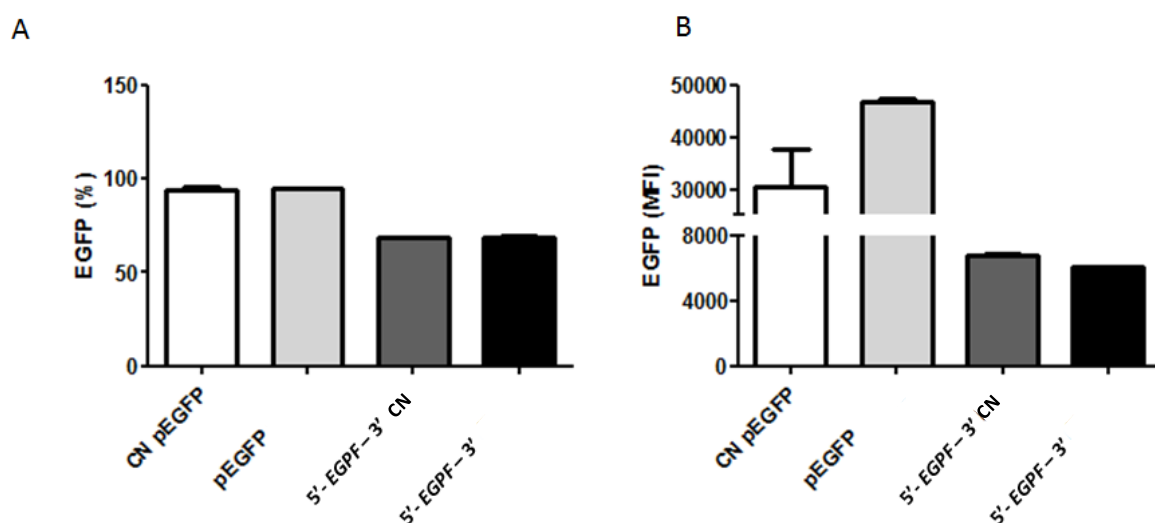 A
EGFP (%)
150
100
50
0
CN pEGFP
pEGFP
5'- EGPF – 3' CN
5'- EGPF – 3'
B
EGFP (MFI)
50000
40000
30000
8000
4000
0
CN pEGFP
pEGFP
5'- EGPF – 3' CN
5'- EGPF – 3'